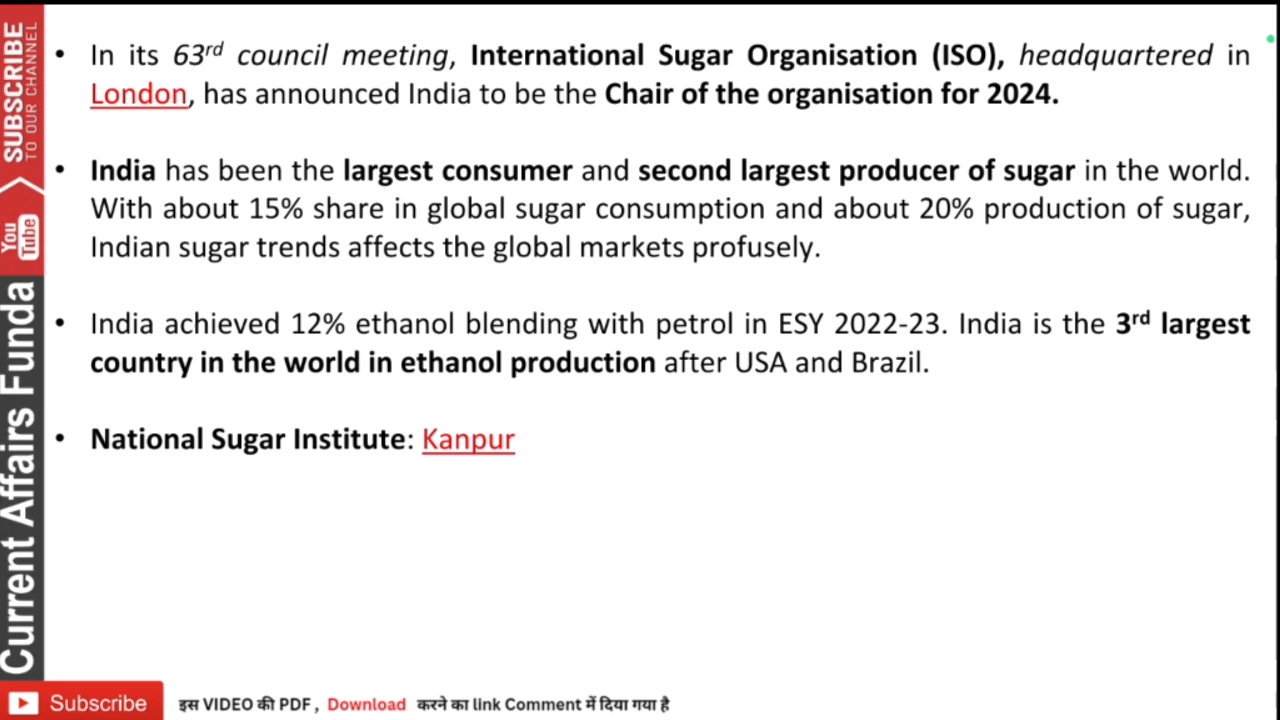 • In its 63rd council meeting, International Sugar Organisation (ISO), headquartered in
London, has announced India to be the Chair of the organisation for 2024.
• India has been the largest consumer and second largest producer of sugar in the world.
With about 15% share in global sugar consumption and about 20% production of sugar,
Indian sugar trends affects the global markets profusely.
• India achieved 12% ethanol blending with petrol in ESY 2022-23. India is the 3rd largest
country in the world in ethanol production after USA and Brazil.
• National Sugar Institute: Kanpur
SUBSCRIBE
TO OUR CHANNEL
You
Tube
Current Affairs Funda
Subscribe
इस VIDEO की PDF , Download करने का link Comment में दिया गया है